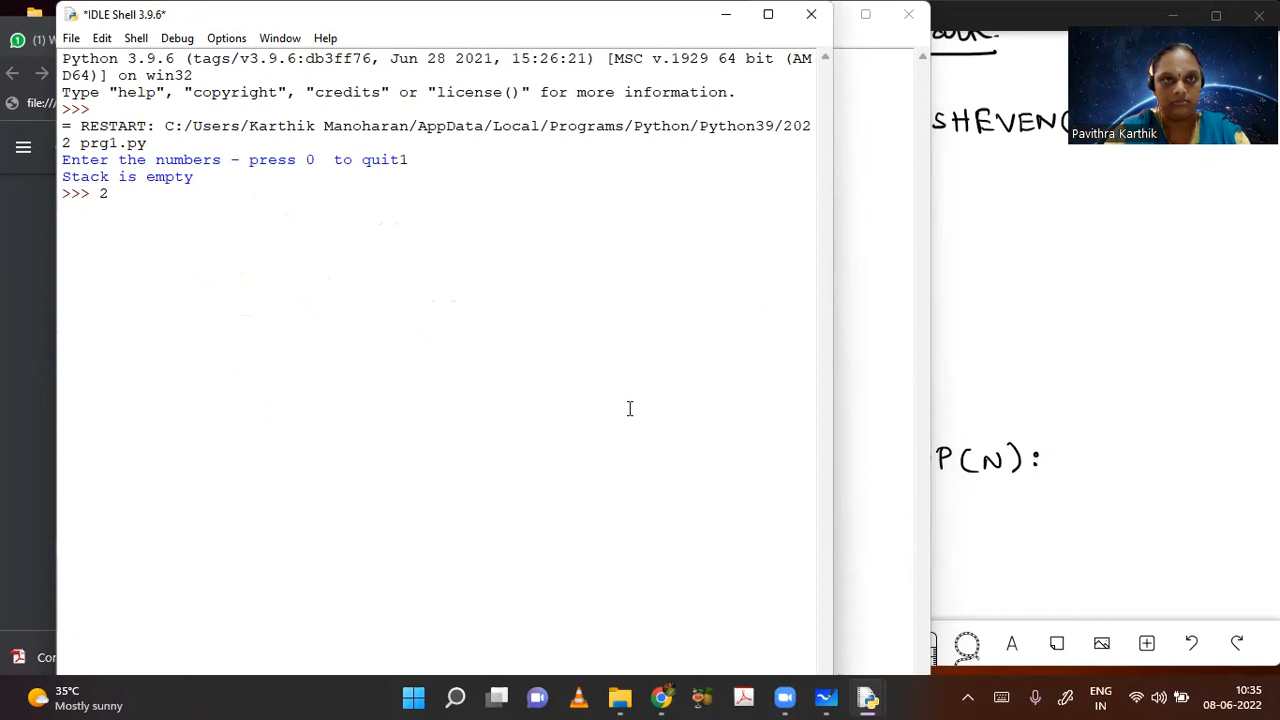 *IDLE Shell 3.9.6*
File Edit Shell Debug Options Window Help
Python 3.9.6 (tags/v3.9.6:db3ff76, Jun 28 2021, 15:26:21) [MSC v.1929 64 bit (AM
D64)] on win32
Type "help", "copyright", "credits" or "license()" for more information.
>>>
= RESTART: C:/Users/Karthik Manoharan/AppData/Local/Programs/Python/Python39/202
2 prg1.py
Enter the numbers - press 0  to quit1
Stack is empty
>>> 2
1
(1) W
file://
Con
SHEVEN(
Pavithra Karthik
P(N):
A
35°C
Mostly sunny
ENG
IN
10:35
08-06-2022